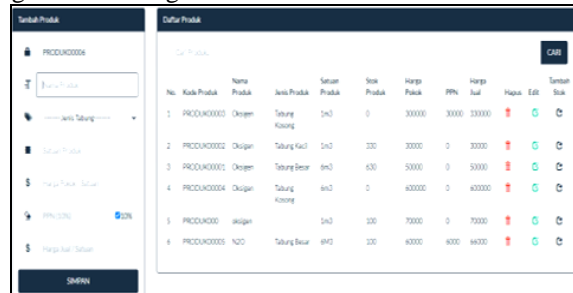 Tambah Produk
PRODUK00006
Nama Produk
------ Jenis Tabung ------
Satuan Produk
Harga Pokok / Satuan
PPN (10%) 10%
Harga Jual / Satuan
SIMPAN
Daftar Produk
Cari Produk
CARI
No. Kode Produk Nama Produk Jenis Produk Satuan Produk Stok Produk Harga Pokok PPN Harga Jual Hapus Edit Tambah Stok
1 PRODUK00003 Oksigen Tabung Kosong 1m3 0 300000 30000 330000
2 PRODUK00002 Oksigen Tabung Kecil 1m3 330 30000 0 30000
3 PRODUK00001 Oksigen Tabung Besar 6m3 630 50000 0 50000
4 PRODUK00004 Oksigen Tabung Kosong 6m3 0 600000 0 600000
5 PRODUK000 oksigen 1m3 100 70000 0 70000
6 PRODUK00005 N2O Tabung Besar 6M3 100 60000 6000 66000